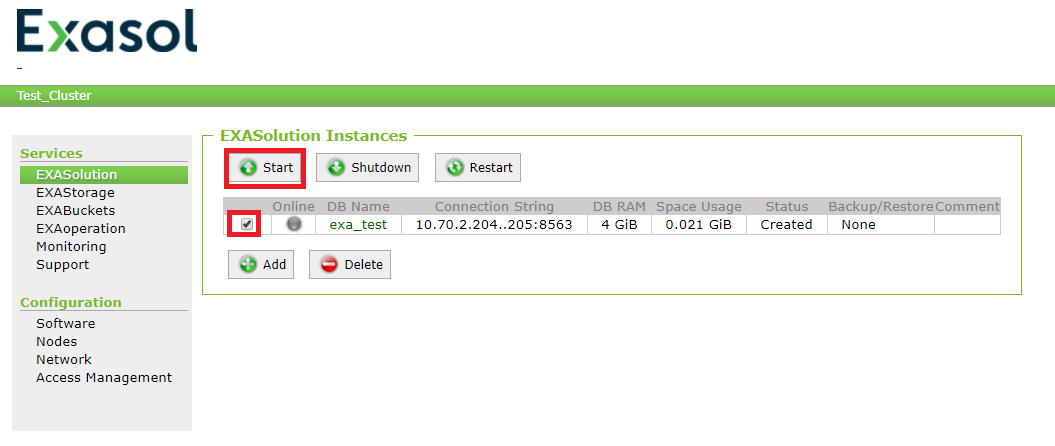 Exasol
Test_Cluster
Services
EXASolution
EXAStorage
EXABuckets
EXAoperation
Monitoring
Support
Configuration
Software
Nodes
Network
Access Management
EXASolution Instances
Start Shutdown Restart
Online DB Name Connection String DB RAM Space Usage Status Backup/Restore Comment
exa_test 10.70.2.204..205:8563 4 GiB 0.021 GiB Created None
Add Delete